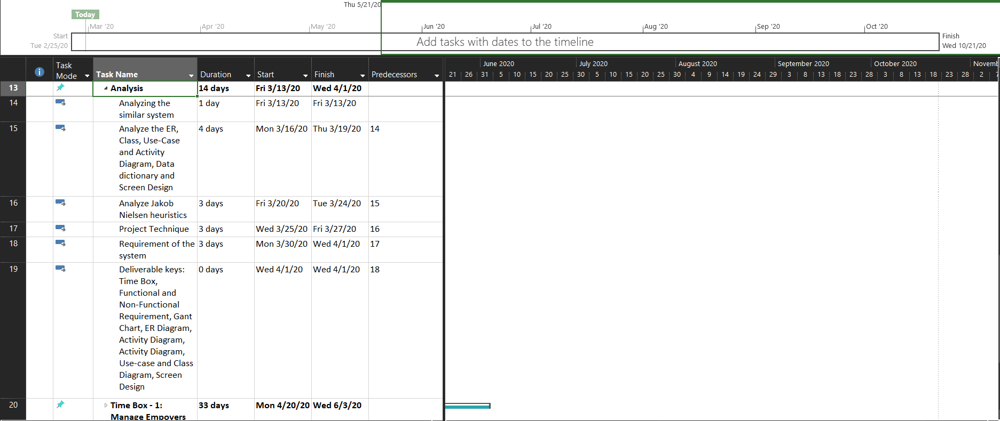 Thu 5/21/20
Today
Mar '20 Apr '20 May '20 Jun '20 Jul '20 Aug '20 Sep '20 Oct '20
Start
Tue 2/25/20
Add tasks with dates to the timeline
Finish
Wed 10/21/20
Task Mode Task Name Duration Start Finish Predecessors
June 2020 July 2020 August 2020 September 2020 October 2020 Novemb
21 26 31 5 10 15 20 25 30 5 10 15 20 25 30 4 9 14 19 24 29 3 8 13 18 23 28 3 8 13 18 23 28 2 7
13 Analysis 14 days Fri 3/13/20 Wed 4/1/20
14 Analyzing the 1 day Fri 3/13/20 Fri 3/13/20
similar system
15 Analyze the ER, 4 days Mon 3/16/20 Thu 3/19/20 14
Class, Use-Case
and Activity
Diagram, Data
dictionary and
Screen Design
16 Analyze Jakob 3 days Fri 3/20/20 Tue 3/24/20 15
Nielsen heuristics
17 Project Technique 3 days Wed 3/25/20 Fri 3/27/20 16
18 Requirement of the 3 days Mon 3/30/20 Wed 4/1/20 17
system
19 Deliverable keys: 0 days Wed 4/1/20 Wed 4/1/20 18
Time Box,
Functional and
Non-Functional
Requirement, Gant
Chart, ER Diagram,
Activity Diagram,
Activity Diagram,
Use-case and Class
Diagram, Screen
Design
20 Time Box - 1: 33 days Mon 4/20/20 Wed 6/3/20
Manage Empovers